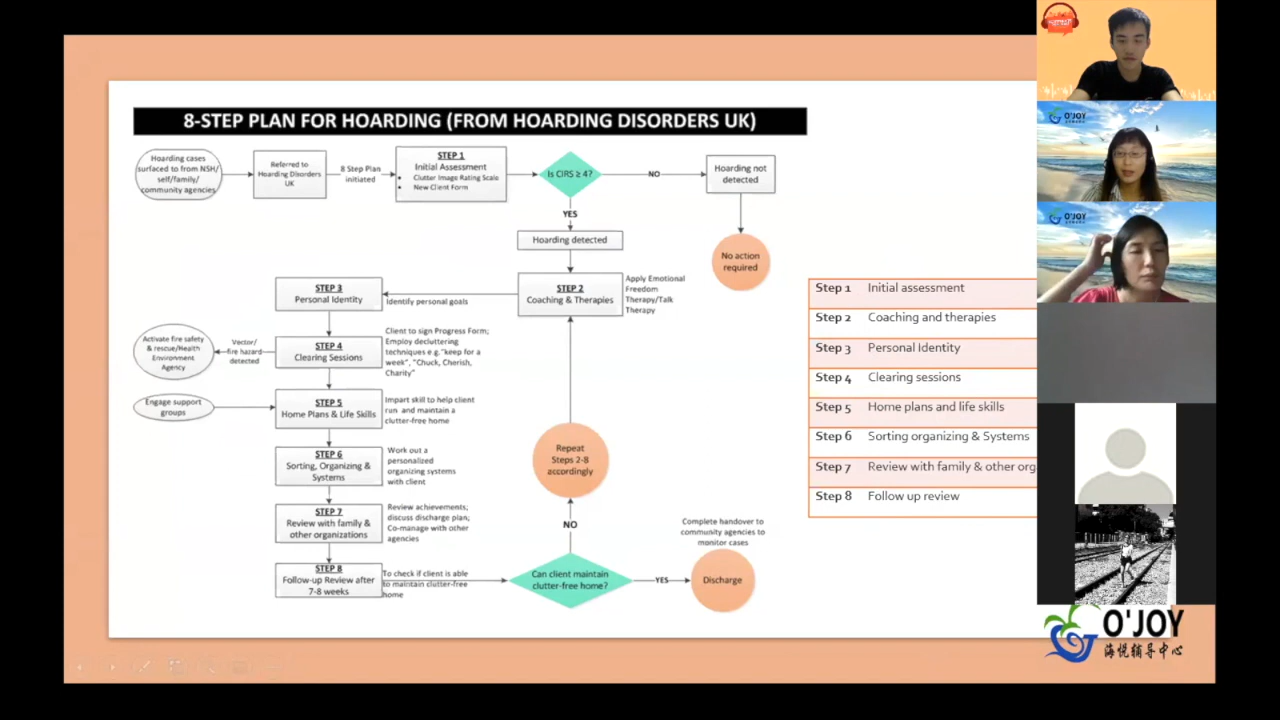 8-STEP PLAN FOR HOARDING (FROM HOARDING DISORDERS UK)
Hoarding cases
surfaced to from NSH/
self/family/
community agencies
Referred to
Hoarding Disorders
UK
8 Step Plan
initiated
STEP 1
Initial Assessment
• Clutter Image Rating Scale
• New Client Form
Is CIRS ≥ 4?
NO
Hoarding not
detected
No action
required
YES
Hoarding detected
STEP 2
Coaching & Therapies
Apply Emotional
Freedom
Therapy/Talk
Therapy
Identify personal goals
STEP 3
Personal Identity
STEP 4
Clearing Sessions
Client to sign Progress Form;
Employ decluttering
techniques e.g."keep for a
week", "Chuck, Cherish,
Charity"
Vector/
fire hazard
detected
Activate fire safety
& rescue/Health
Environment
Agency
Engage support
groups
STEP 5
Home Plans & Life Skills
Impart skill to help client
run and maintain a
clutter-free home
STEP 6
Sorting, Organizing &
Systems
Work out a
personalized
organizing systems
with client
STEP 7
Review with family &
other organizations
Review achievements;
discuss discharge plan;
Co-manage with other
agencies
STEP 8
Follow-up Review after
7-8 weeks
To check if client is able
to maintain clutter-free
home
Can client maintain
clutter-free home?
NO
Repeat
Steps 2-8
accordingly
YES
Discharge
Complete handover to
community agencies to
monitor cases
Step 1 Initial assessment
Step 2 Coaching and therapies
Step 3 Personal Identity
Step 4 Clearing sessions
Step 5 Home plans and life skills
Step 6 Sorting organizing & Systems
Step 7 Review with family & other org
Step 8 Follow up review
O'JOY
O'JOY
O'JOY
海悦辅导中心